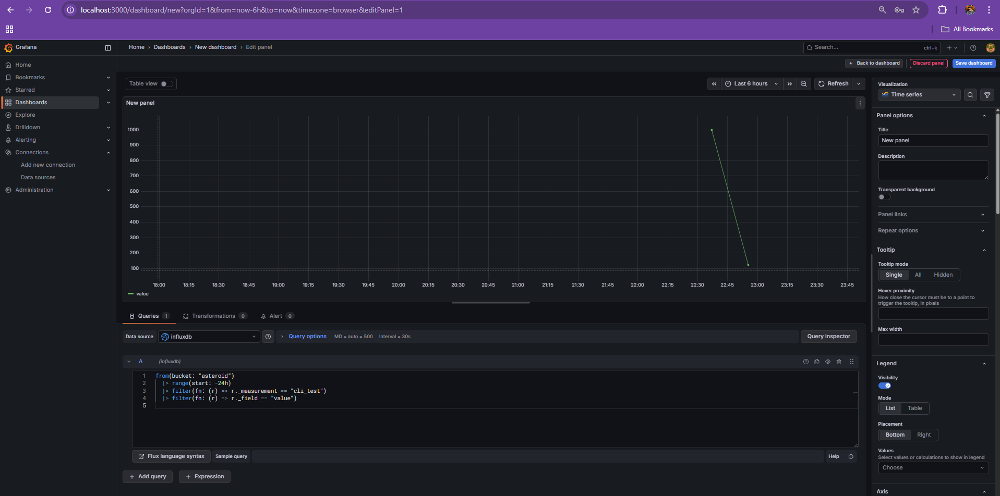 localhost:3000/dashboard/new?orgId=1&from=now-6h&to=now&timezone=browser&editPanel=1
All Bookmarks
Grafana
Home › Dashboards › New dashboard › Edit panel
Search...
ctrl+k
Back to dashboard
Discard panel
Save dashboard
Home
Bookmarks
Starred
Dashboards
Explore
Drilldown
Alerting
Connections
Add new connection
Data sources
Administration
Table view
Last 6 hours
Refresh
New panel
1000
900
800
700
600
500
400
300
200
100
18:00 18:15 18:30 18:45 19:00 19:15 19:30 19:45 20:00 20:15 20:30 20:45 21:00 21:15 21:30 21:45 22:00 22:15 22:30 22:45 23:00 23:15 23:30 23:45
value
Queries 1
Transformations 0
Alert 0
Data source
influxdb
Query options
MD = auto = 500
Interval = 30s
Query inspector
A
(influxdb)
1 from(bucket: "asteroid")
2 |> range(start: -24h)
3 |> filter(fn: (r) => r._measurement == "cli_test")
4 |> filter(fn: (r) => r._field == "value")
5
Flux language syntax
Sample query
Help
+ Add query
+ Expression
Visualization
Time series
Panel options
Title
New panel
Description
Transparent background
Panel links
Repeat options
Tooltip
Tooltip mode
Single All Hidden
Hover proximity
How close the cursor must be to a point to
trigger the tooltip, in pixels
Max width
Legend
Visibility
Mode
List Table
Placement
Bottom Right
Values
Select values or calculations to show in legend
Choose
Axis